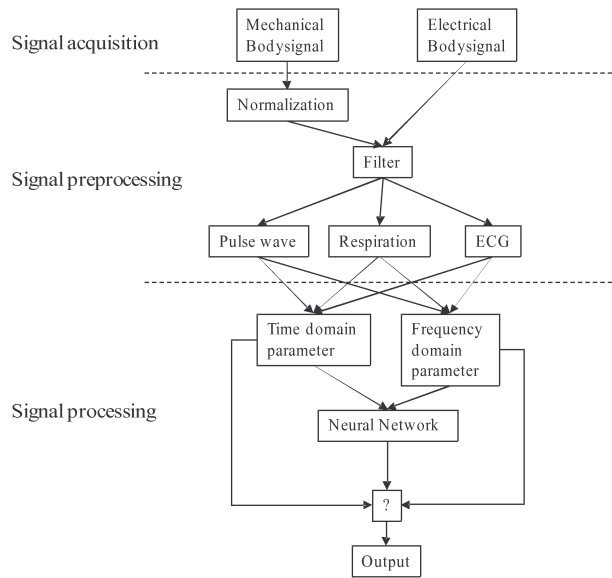 Signal acquisition
Mechanical
Bodysignal
Electrical
Bodysignal
Normalization
Filter
Signal preprocessing
Pulse wave
Respiration
ECG
Time domain
parameter
Frequency
domain
parameter
Signal processing
Neural Network
?
Output